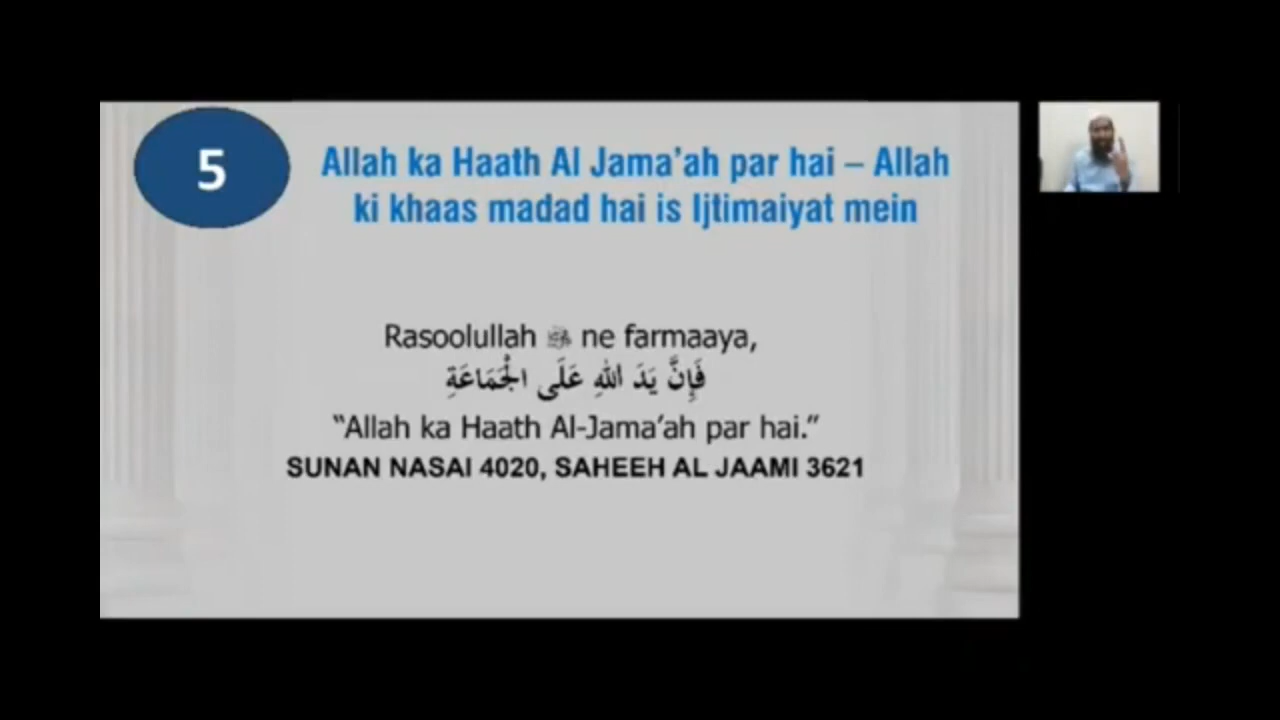 5
Allah ka Haath Al Jama’ah par hai – Allah
ki khaas madad hai is Ijtimaiyat mein
Rasoolullah ﷺ ne farmaaya,
فَإِنَّ يَدَ اللهِ عَلَى الْجَمَاعَةِ
“Allah ka Haath Al-Jama’ah par hai.”
SUNAN NASAI 4020, SAHEEH AL JAAMI 3621